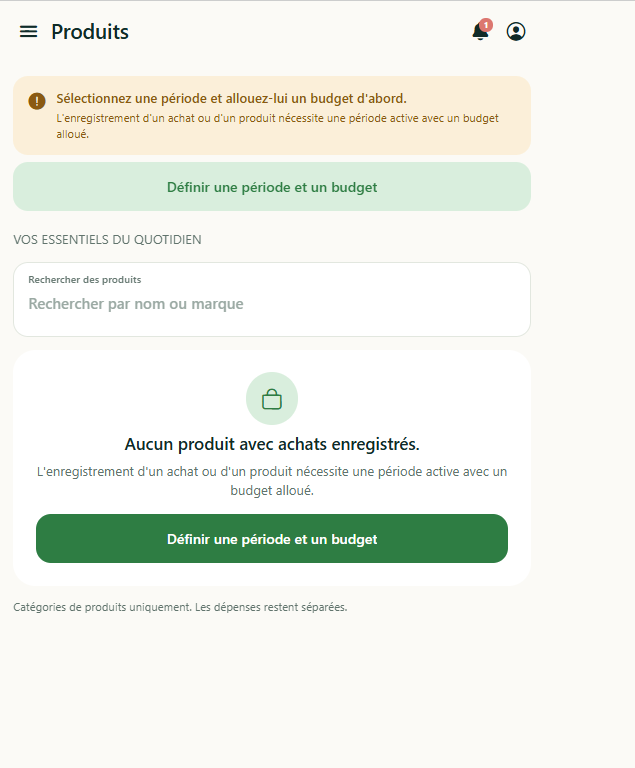 Produits
1
Sélectionnez une période et allouez-lui un budget d'abord.
L'enregistrement d'un achat ou d'un produit nécessite une période active avec un budget
alloué.
Définir une période et un budget
VOS ESSENTIELS DU QUOTIDIEN
Rechercher des produits
Rechercher par nom ou marque
Aucun produit avec achats enregistrés.
L'enregistrement d'un achat ou d'un produit nécessite une période active avec un
budget alloué.
Définir une période et un budget
Catégories de produits uniquement. Les dépenses restent séparées.